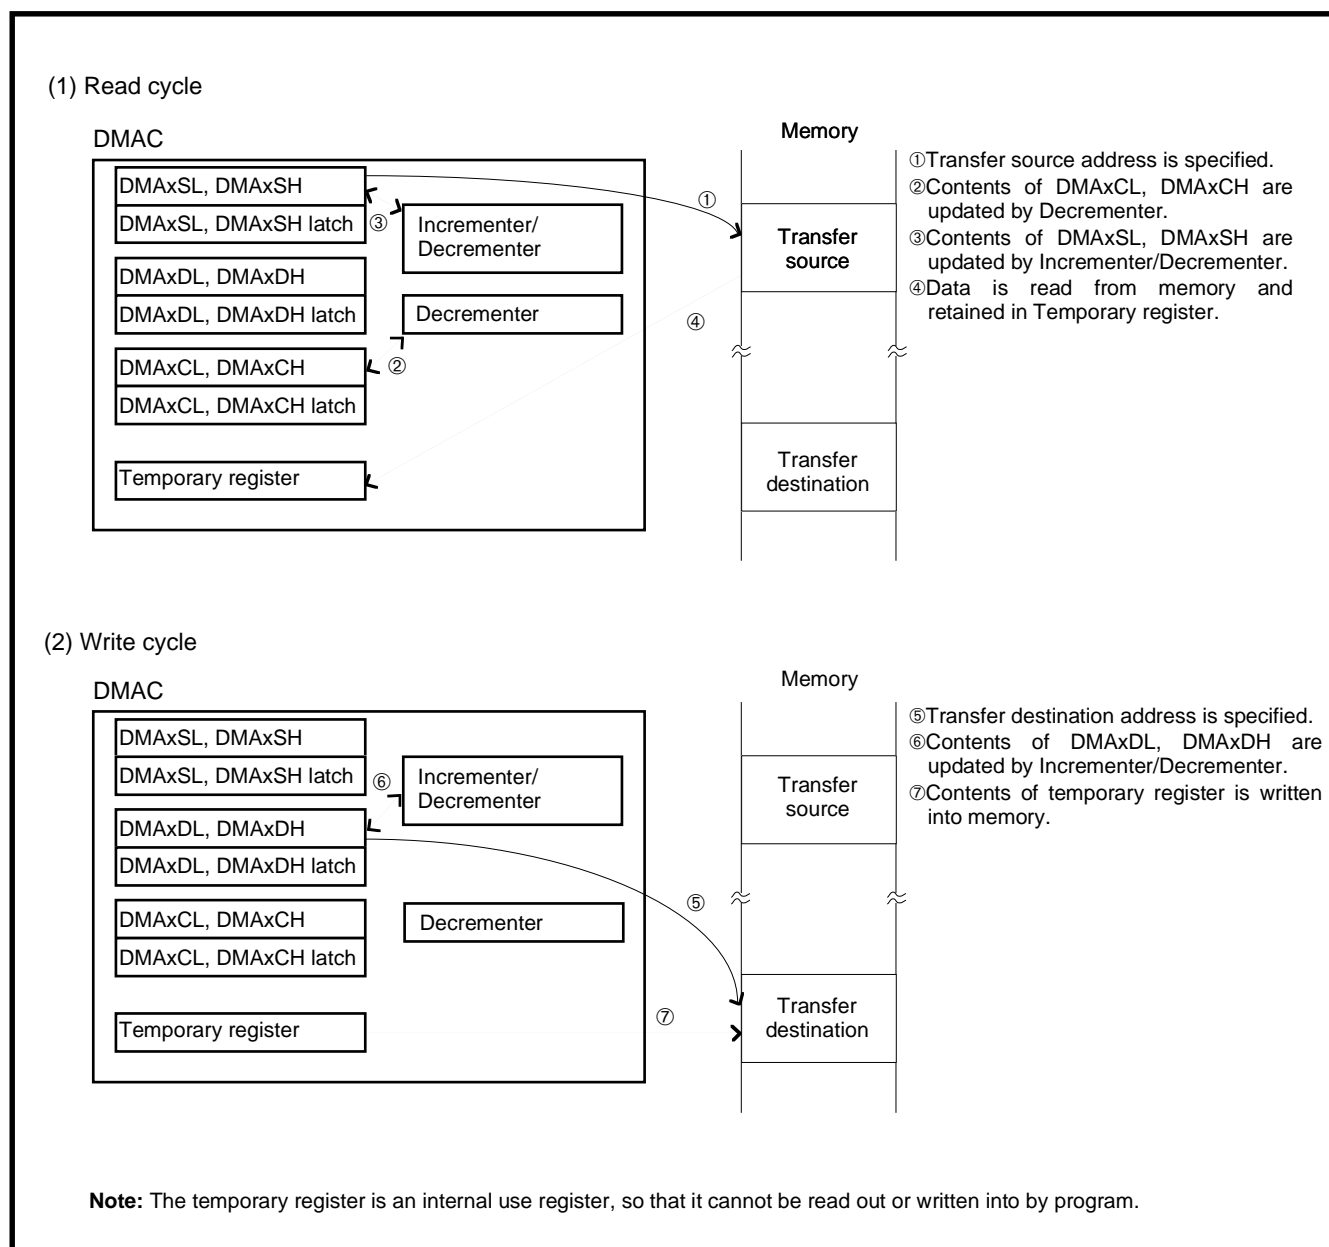 (1) Read cycle
DMAC
Memory
DMAxSL, DMAxSH
DMAxSL, DMAxSH latch
DMAxDL, DMAxDH
DMAxDL, DMAxDH latch
DMAxCL, DMAxCH
DMAxCL, DMAxCH latch
Temporary register
③
Incrementer/
Decrementer
Decrementer
②
①
④
Transfer
source
Transfer
destination
①Transfer source address is specified.
②Contents of DMAxCL, DMAxCH are
updated by Decrementer.
③Contents of DMAxSL, DMAxSH are
updated by Incrementer/Decrementer.
④Data is read from memory and
retained in Temporary register.
(2) Write cycle
DMAC
Memory
DMAxSL, DMAxSH
DMAxSL, DMAxSH latch
DMAxDL, DMAxDH
DMAxDL, DMAxDH latch
DMAxCL, DMAxCH
DMAxCL, DMAxCH latch
Temporary register
⑥
Incrementer/
Decrementer
Decrementer
⑤
⑦
Transfer
source
Transfer
destination
⑤Transfer destination address is specified.
⑥Contents of DMAxDL, DMAxDH are
updated by Incrementer/Decrementer.
⑦Contents of temporary register is written
into memory.
Note: The temporary register is an internal use register, so that it cannot be read out or written into by program.